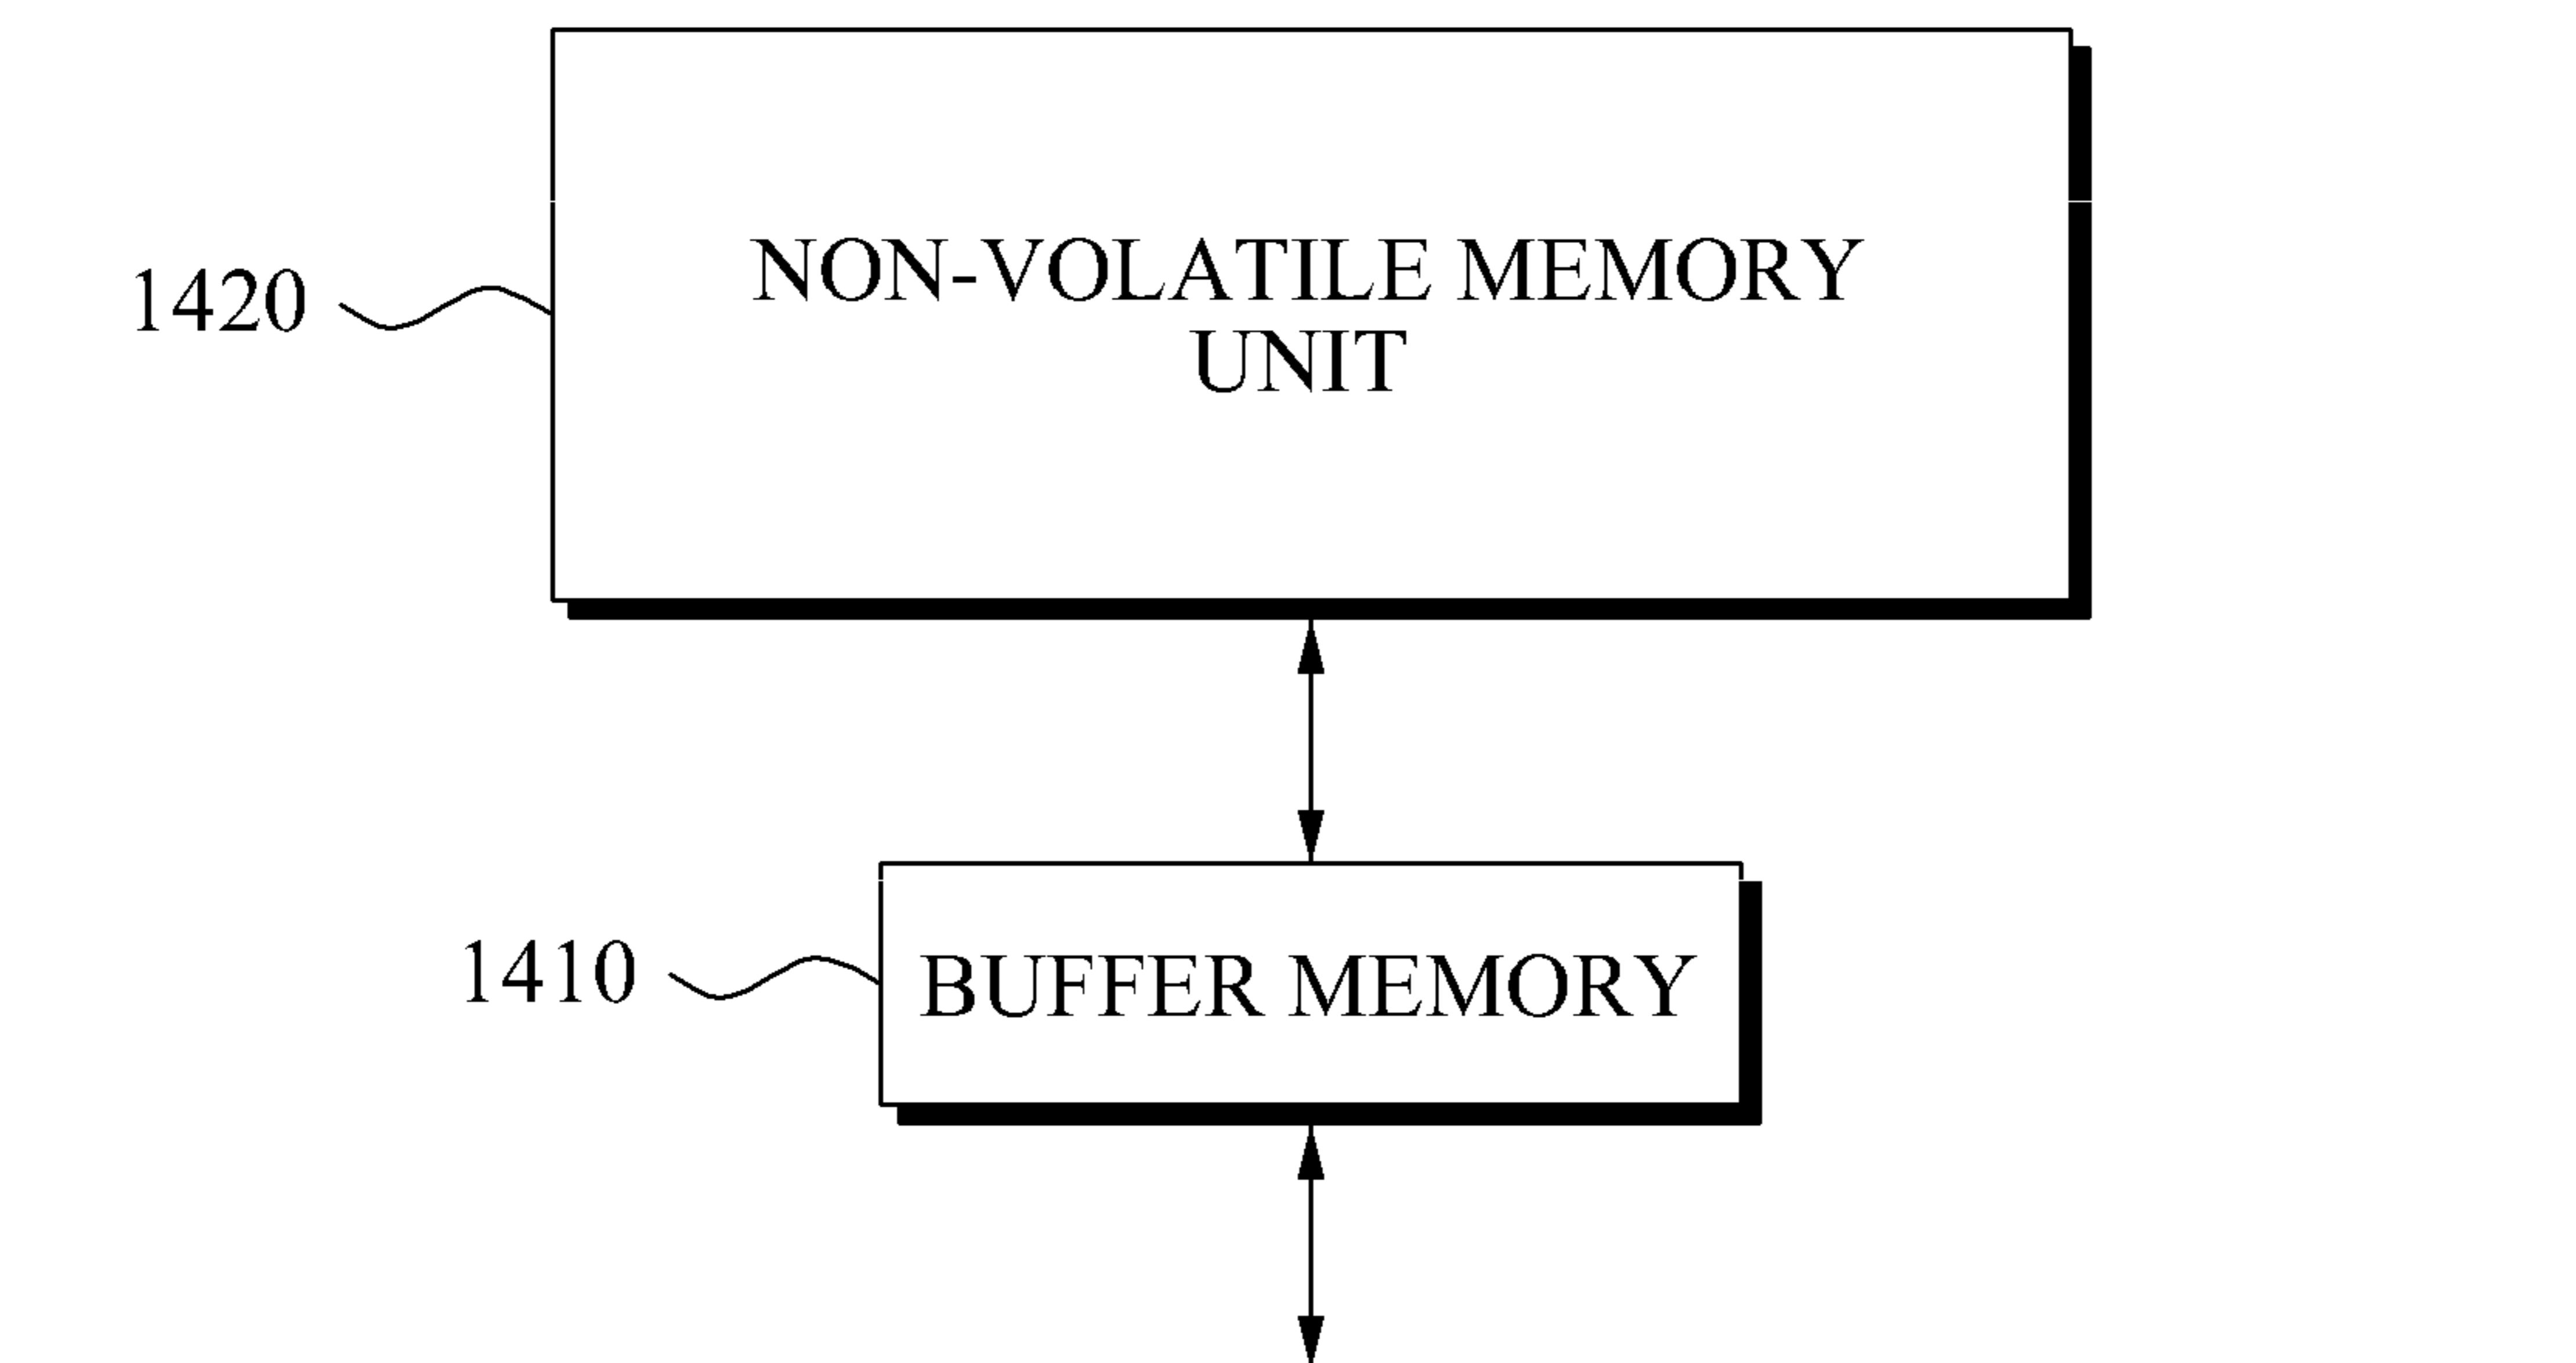 NON-VOLATILE MEMORY
UNIT
1420
BUFFER MEMORY
1410